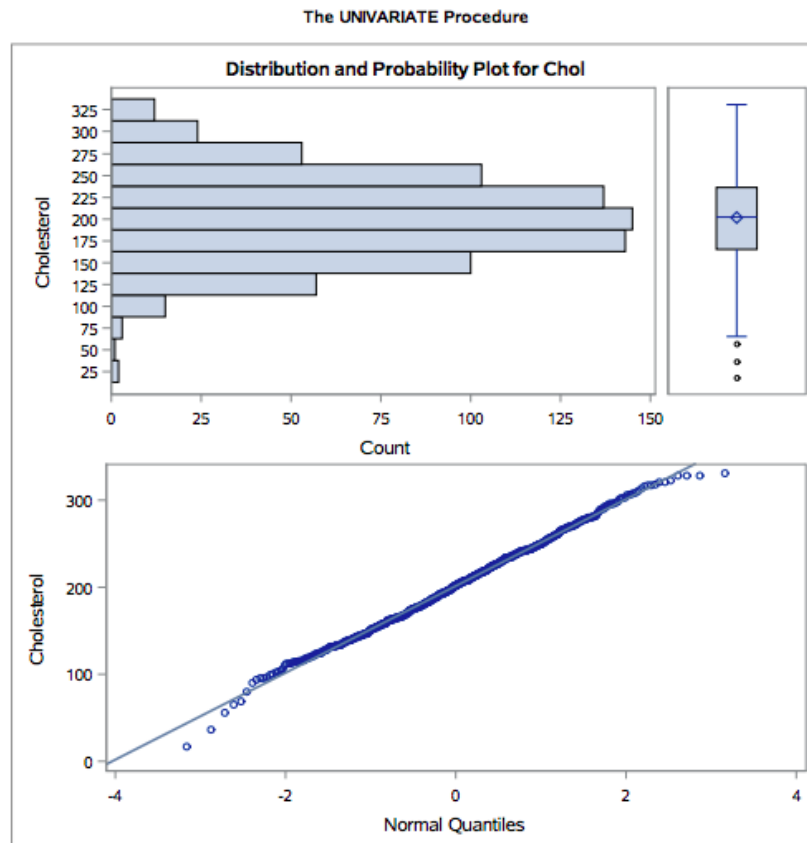 The UNIVARIATE Procedure
Distribution and Probability Plot for Chol
Cholesterol
325
300
275
250
225
200
175
150
125
100
75
50
25
0 25 50 75 100 125 150
Count
Cholesterol
300
200
100
0
-4 -2 0 2 4
Normal Quantiles